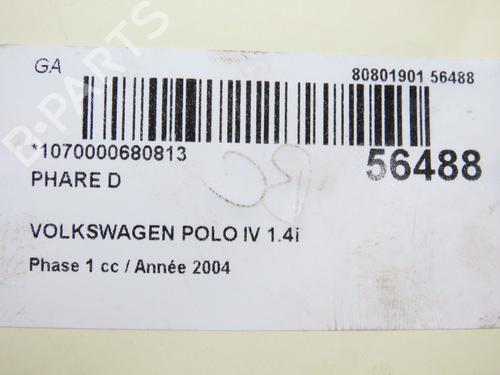 GA
80801901 56488
*1070000680813
56488
PHARE D
VOLKSWAGEN POLO IV 1.4i
Phase 1 cc / Année 2004
B-PARTS